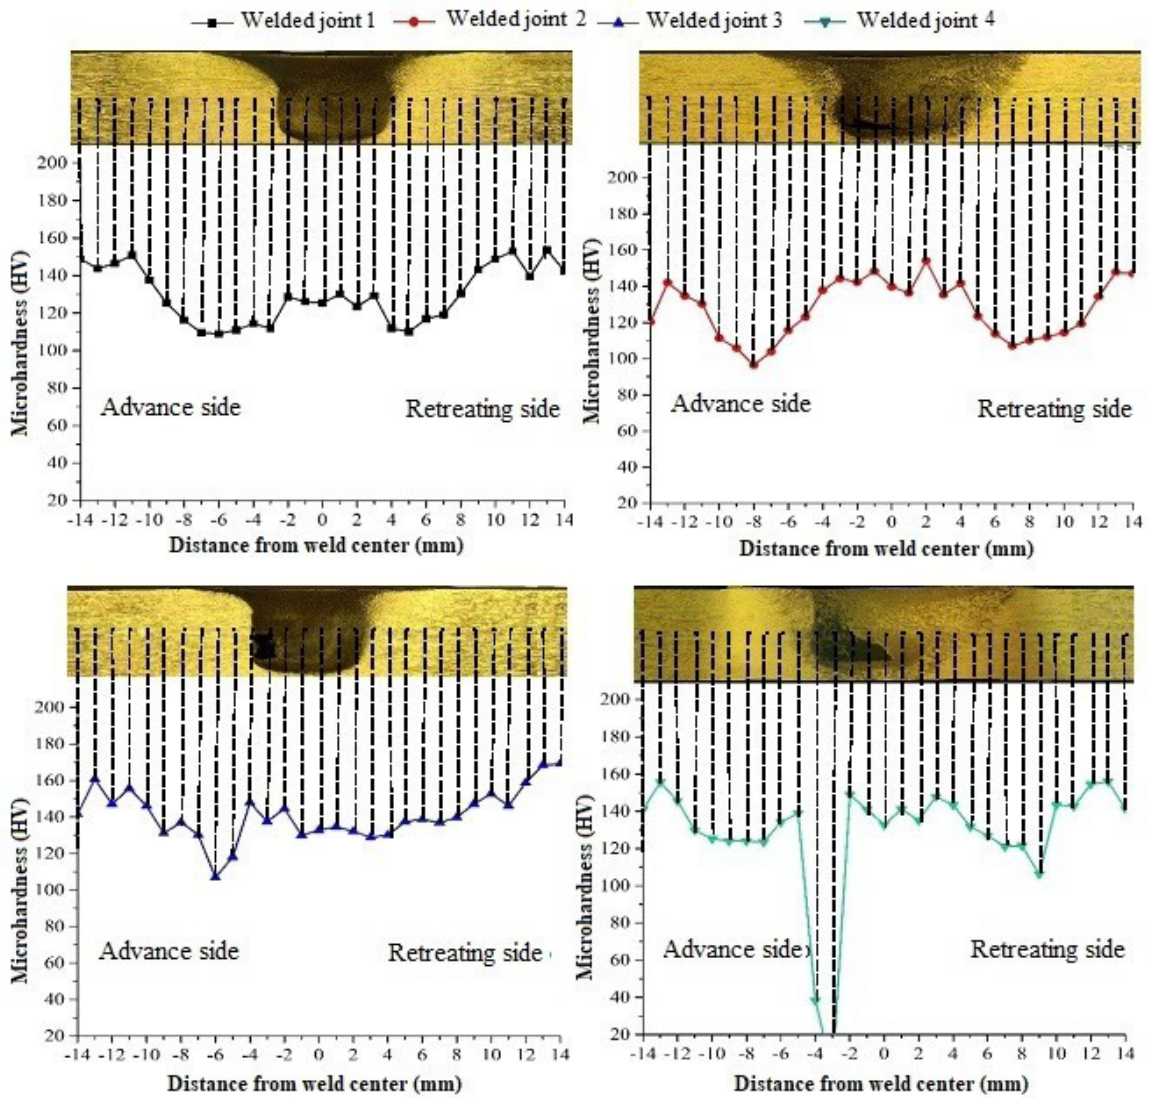 Welded joint 1 Welded joint 2 Welded joint 3 Welded joint 4
200
180
160
140
120
100
80
60
40
20
Microhardness (HV)
Advance side Retreating side
-14 -12 -10 -8 -6 -4 -2 0 2 4 6 8 10 12 14
Distance from weld center (mm)
200
180
160
140
120
100
80
60
40
20
Microhardness (HV)
Advance side Retreating side
-14 -12 -10 -8 -6 -4 -2 0 2 4 6 8 10 12 14
Distance from weld center (mm)
200
180
160
140
120
100
80
60
40
20
Microhardness (HV)
Advance side Retreating side
-14 -12 -10 -8 -6 -4 -2 0 2 4 6 8 10 12 14
Distance from weld center (mm)
200
180
160
140
120
100
80
60
40
20
Microhardness (HV)
Advance side Retreating side
-14 -12 -10 -8 -6 -4 -2 0 2 4 6 8 10 12 14
Distance from weld center (mm)